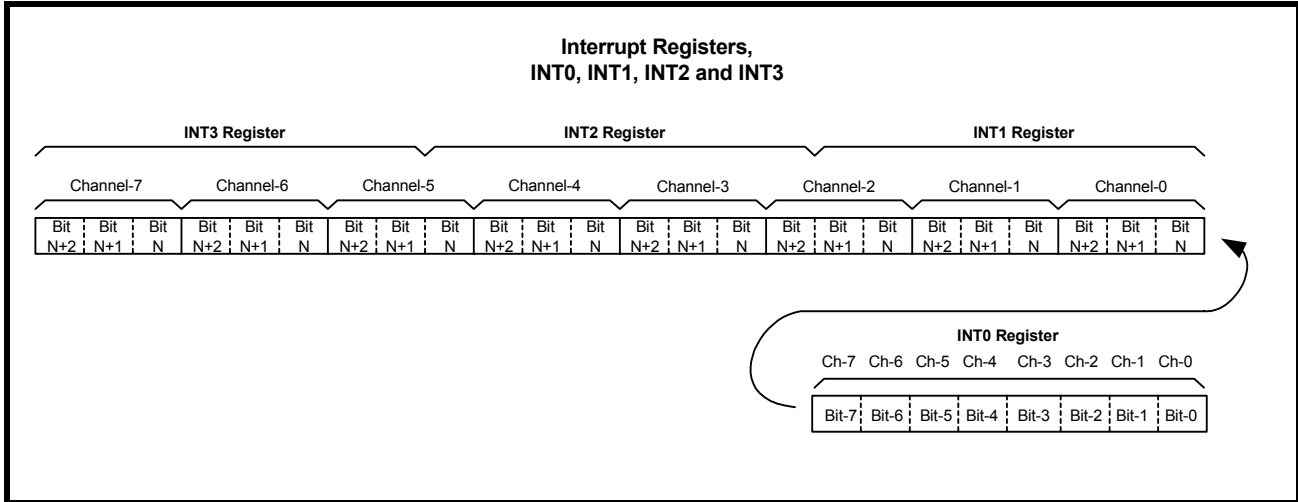 Interrupt Registers,
INT0, INT1, INT2 and INT3
INT3 Register INT2 Register INT1 Register
Channel-7 Channel-6 Channel-5 Channel-4 Channel-3 Channel-2 Channel-1 Channel-0
Bit Bit Bit Bit Bit Bit Bit Bit Bit Bit Bit Bit Bit Bit Bit Bit Bit Bit Bit Bit Bit Bit Bit Bit
N+2 N+1 N N+2 N+1 N N+2 N+1 N N+2 N+1 N N+2 N+1 N N+2 N+1 N N+2 N+1 N N+2 N+1 N
INT0 Register
Ch-7 Ch-6 Ch-5 Ch-4 Ch-3 Ch-2 Ch-1 Ch-0
Bit-7 Bit-6 Bit-5 Bit-4 Bit-3 Bit-2 Bit-1 Bit-0